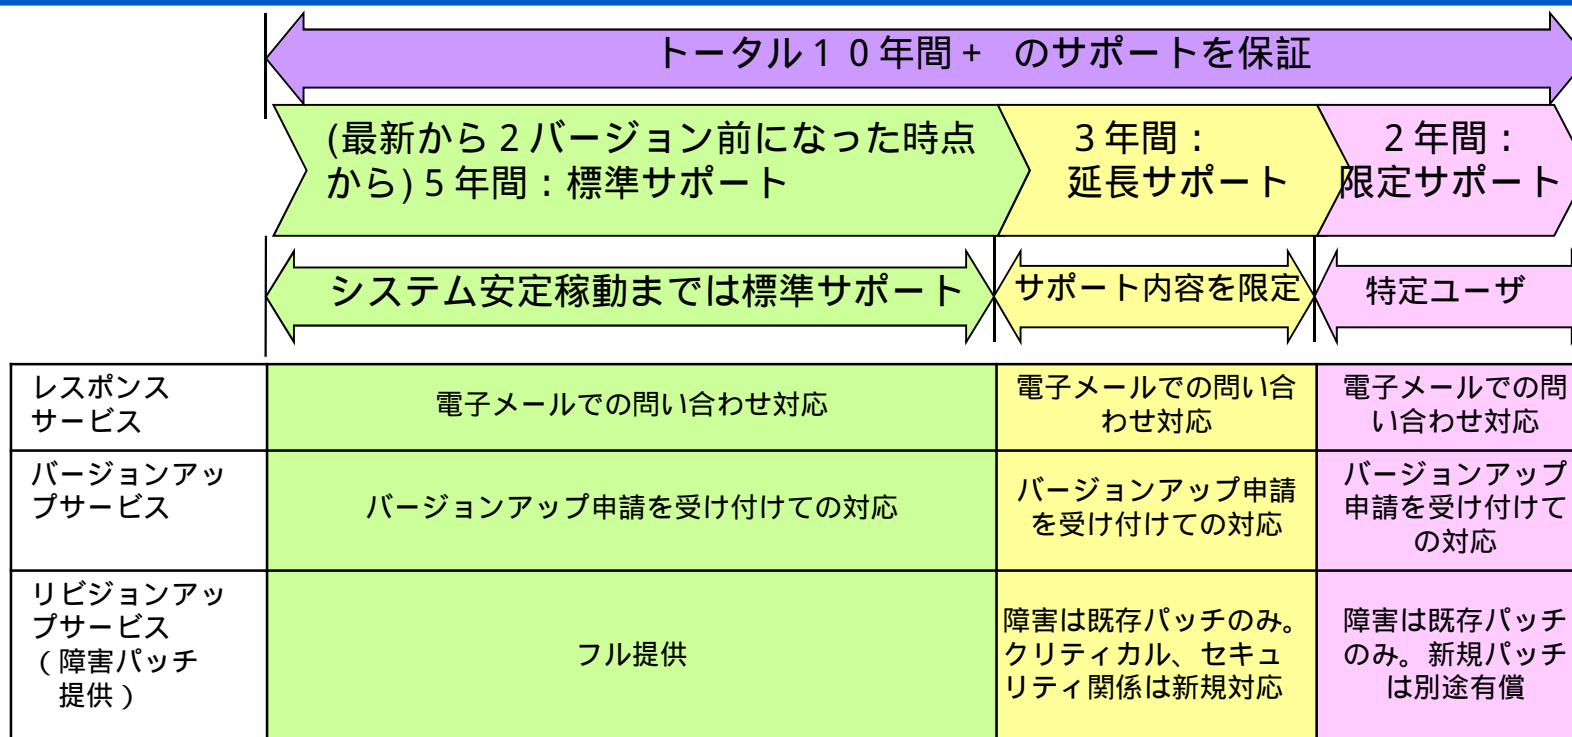 トータル１０年間＋ のサポートを保証
(最新から２バージョン前になった時点
から)５年間：標準サポート
３年間：
延長サポート
２年間：
限定サポート
システム安定稼動までは標準サポート
サポート内容を限定
特定ユーザ
レスポンス
サービス
電子メールでの問い合わせ対応
電子メールでの問い合
わせ対応
電子メールでの問
い合わせ対応
バージョンアッ
プサービス
バージョンアップ申請を受け付けての対応
バージョンアップ申請
を受け付けての対応
バージョンアップ
申請を受け付けて
の対応
リビジョンアッ
プサービス
（障害パッチ
提供）
フル提供
障害は既存パッチのみ。
クリティカル、セキュ
リティ関係は新規対応
障害は既存パッチ
のみ。新規パッチ
は別途有償